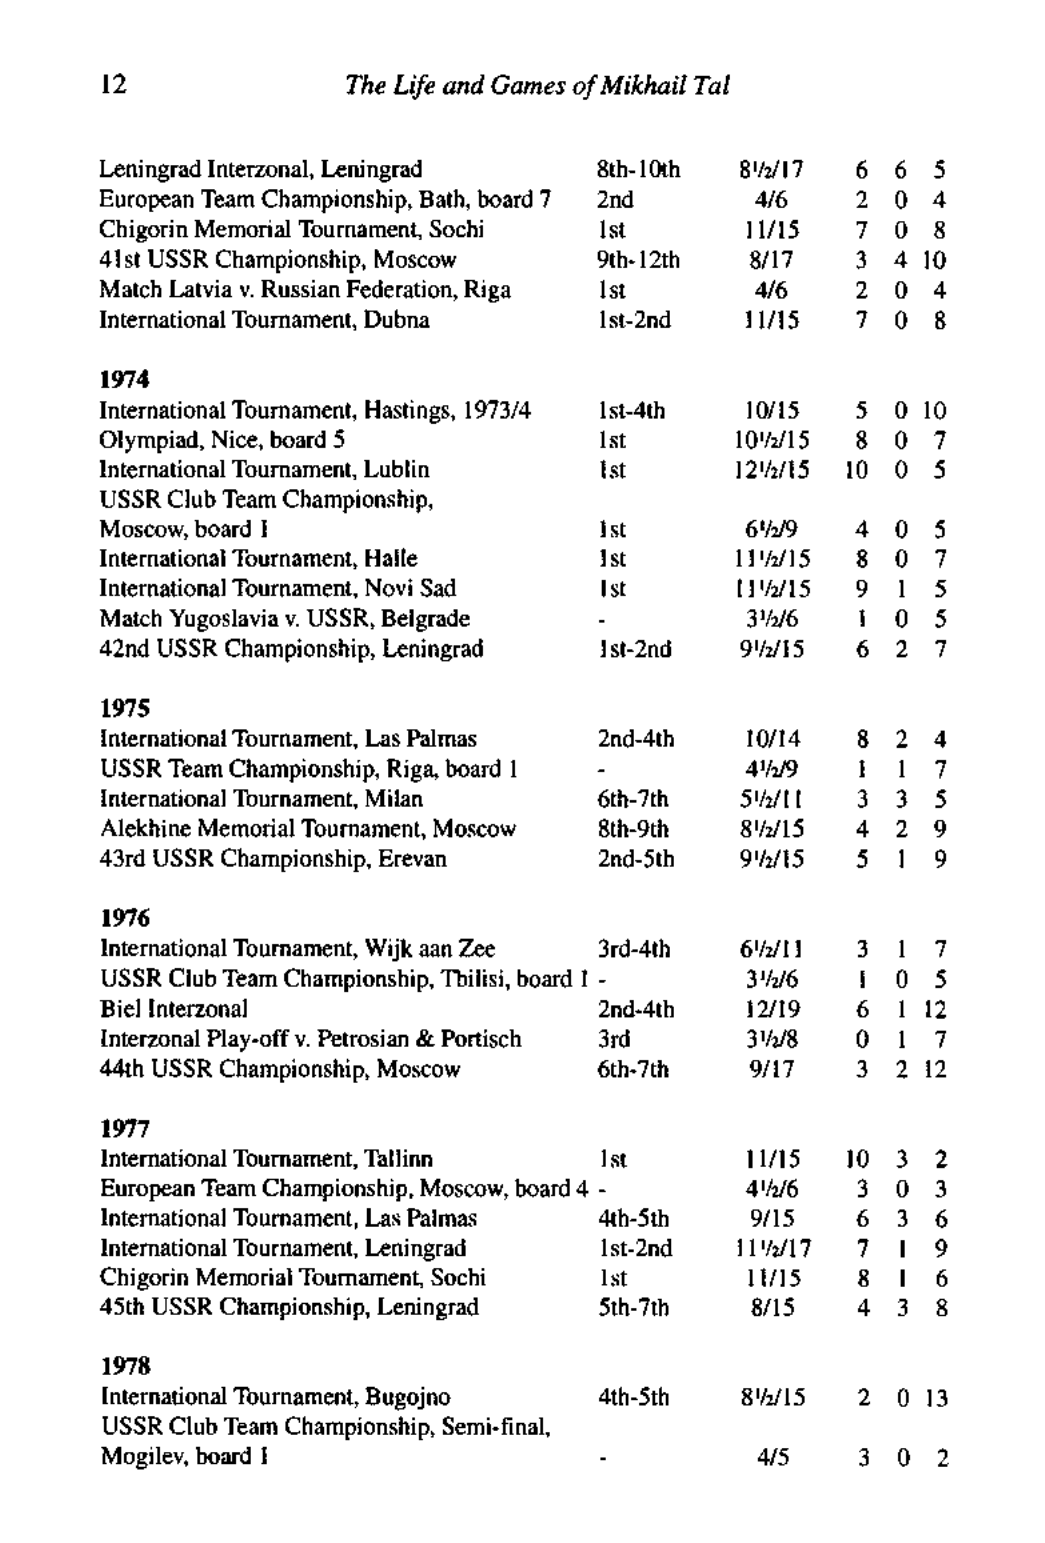 12 The Life and Games of Mikhail Tal
Leningrad Interzonal, Leningrad 8th-10th 8½/17 6 6 5
European Team Championship, Bath, board 7 2nd 4/6 2 0 4
Chigorin Memorial Tournament, Sochi 1st 11/15 7 0 8
41st USSR Championship, Moscow 9th-12th 8/17 3 4 10
Match Latvia v. Russian Federation, Riga 1st 4/6 2 0 4
International Tournament, Dubna 1st-2nd 11/15 7 0 8
1974
International Tournament, Hastings, 1973/4 1st-4th 10/15 5 0 10
Olympiad, Nice, board 5 1st 10½/15 8 0 7
International Tournament, Lublin 1st 12½/15 10 0 5
USSR Club Team Championship,
Moscow, board 1 1st 6½/9 4 0 5
International Tournament, Halle 1st 11½/15 8 0 7
International Tournament, Novi Sad 1st 11½/15 9 1 5
Match Yugoslavia v. USSR, Belgrade - 3½/6 1 0 5
42nd USSR Championship, Leningrad 1st-2nd 9½/15 6 2 7
1975
International Tournament, Las Palmas 2nd-4th 10/14 8 2 4
USSR Team Championship, Riga, board 1 - 4½/9 1 1 7
International Tournament, Milan 6th-7th 5½/11 3 3 5
Alekhine Memorial Tournament, Moscow 8th-9th 8½/15 4 2 9
43rd USSR Championship, Erevan 2nd-5th 9½/15 5 1 9
1976
International Tournament, Wijk aan Zee 3rd-4th 6½/11 3 1 7
USSR Club Team Championship, Tbilisi, board 1 - 3½/6 1 0 5
Biel Interzonal 2nd-4th 12/19 6 1 12
Interzonal Play-off v. Petrosian & Portisch 3rd 3½/8 0 1 7
44th USSR Championship, Moscow 6th-7th 9/17 3 2 12
1977
International Tournament, Tallinn 1st 11/15 10 3 2
European Team Championship, Moscow, board 4 - 4½/6 3 0 3
International Tournament, Las Palmas 4th-5th 9/15 6 3 6
International Tournament, Leningrad 1st-2nd 11½/17 7 1 9
Chigorin Memorial Tournament, Sochi 1st 11/15 8 1 6
45th USSR Championship, Leningrad 5th-7th 8/15 4 3 8
1978
International Tournament, Bugojno 4th-5th 8½/15 2 0 13
USSR Club Team Championship, Semi-final,
Mogilev, board 1 - 4/5 3 0 2